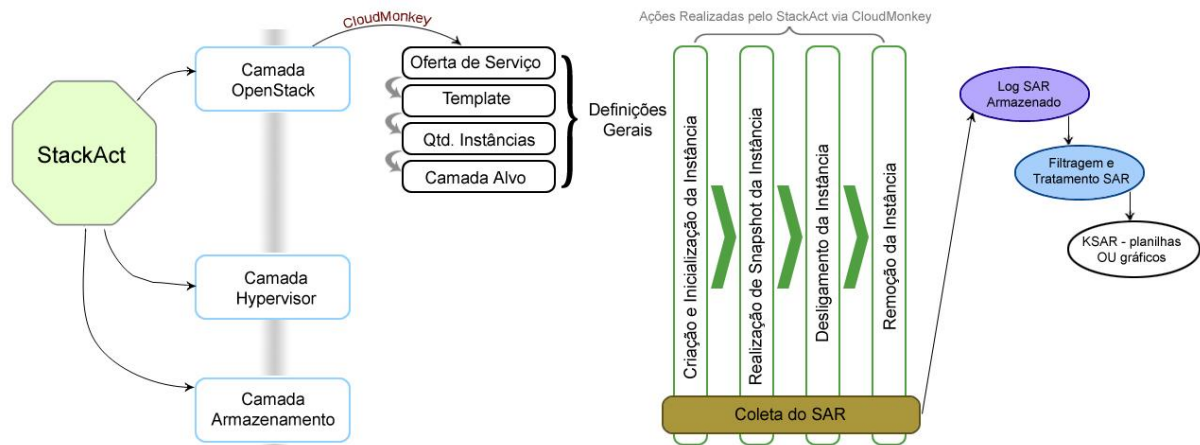 StackAct
Camada
OpenStack
Camada
Hypervisor
Camada
Armazenamento
CloudMonkey
Oferta de Serviço
Template
Qtd. Instâncias
Camada Alvo
Definições
Gerais
Ações Realizadas pelo StackAct via CloudMonkey
Criação e Inicialização da Instância
Realização de Snapshot da Instância
Desligamento da Instância
Remoção da Instância
Coleta do SAR
Log SAR
Armazenado
Filtragem e
Tratamento SAR
KSAR - planilhas
OU gráficos